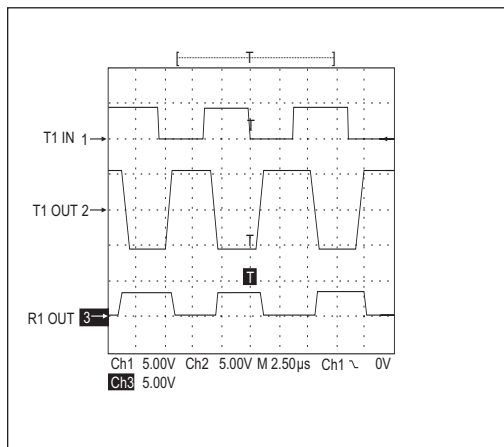 [ T ]
T
T1 IN 1
T1 OUT 2
T
T
R1 OUT 3
Ch1 5.00V Ch2 5.00V M 2.50µs Ch1 0V
Ch3 5.00V